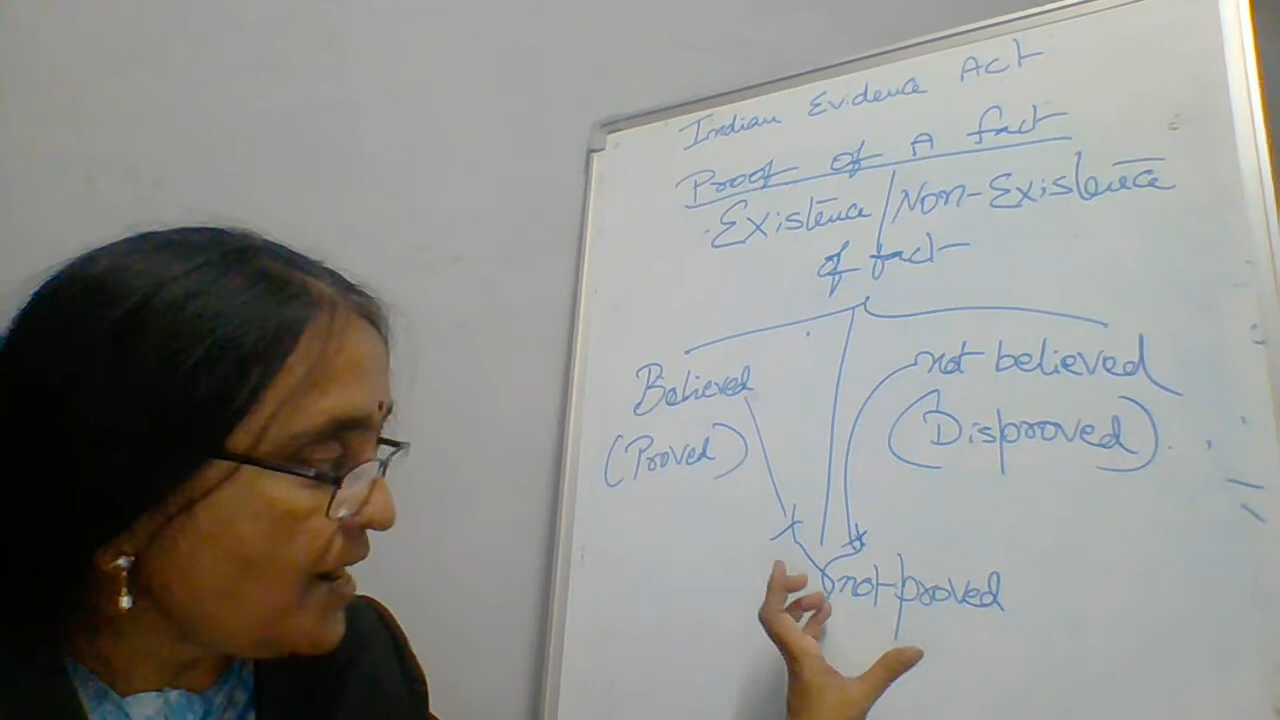 Indian Evidence Act
Proof of A fact
Existence / Non-Existence
of fact
Believed
(Proved)
not believed
(Disproved)
not proved